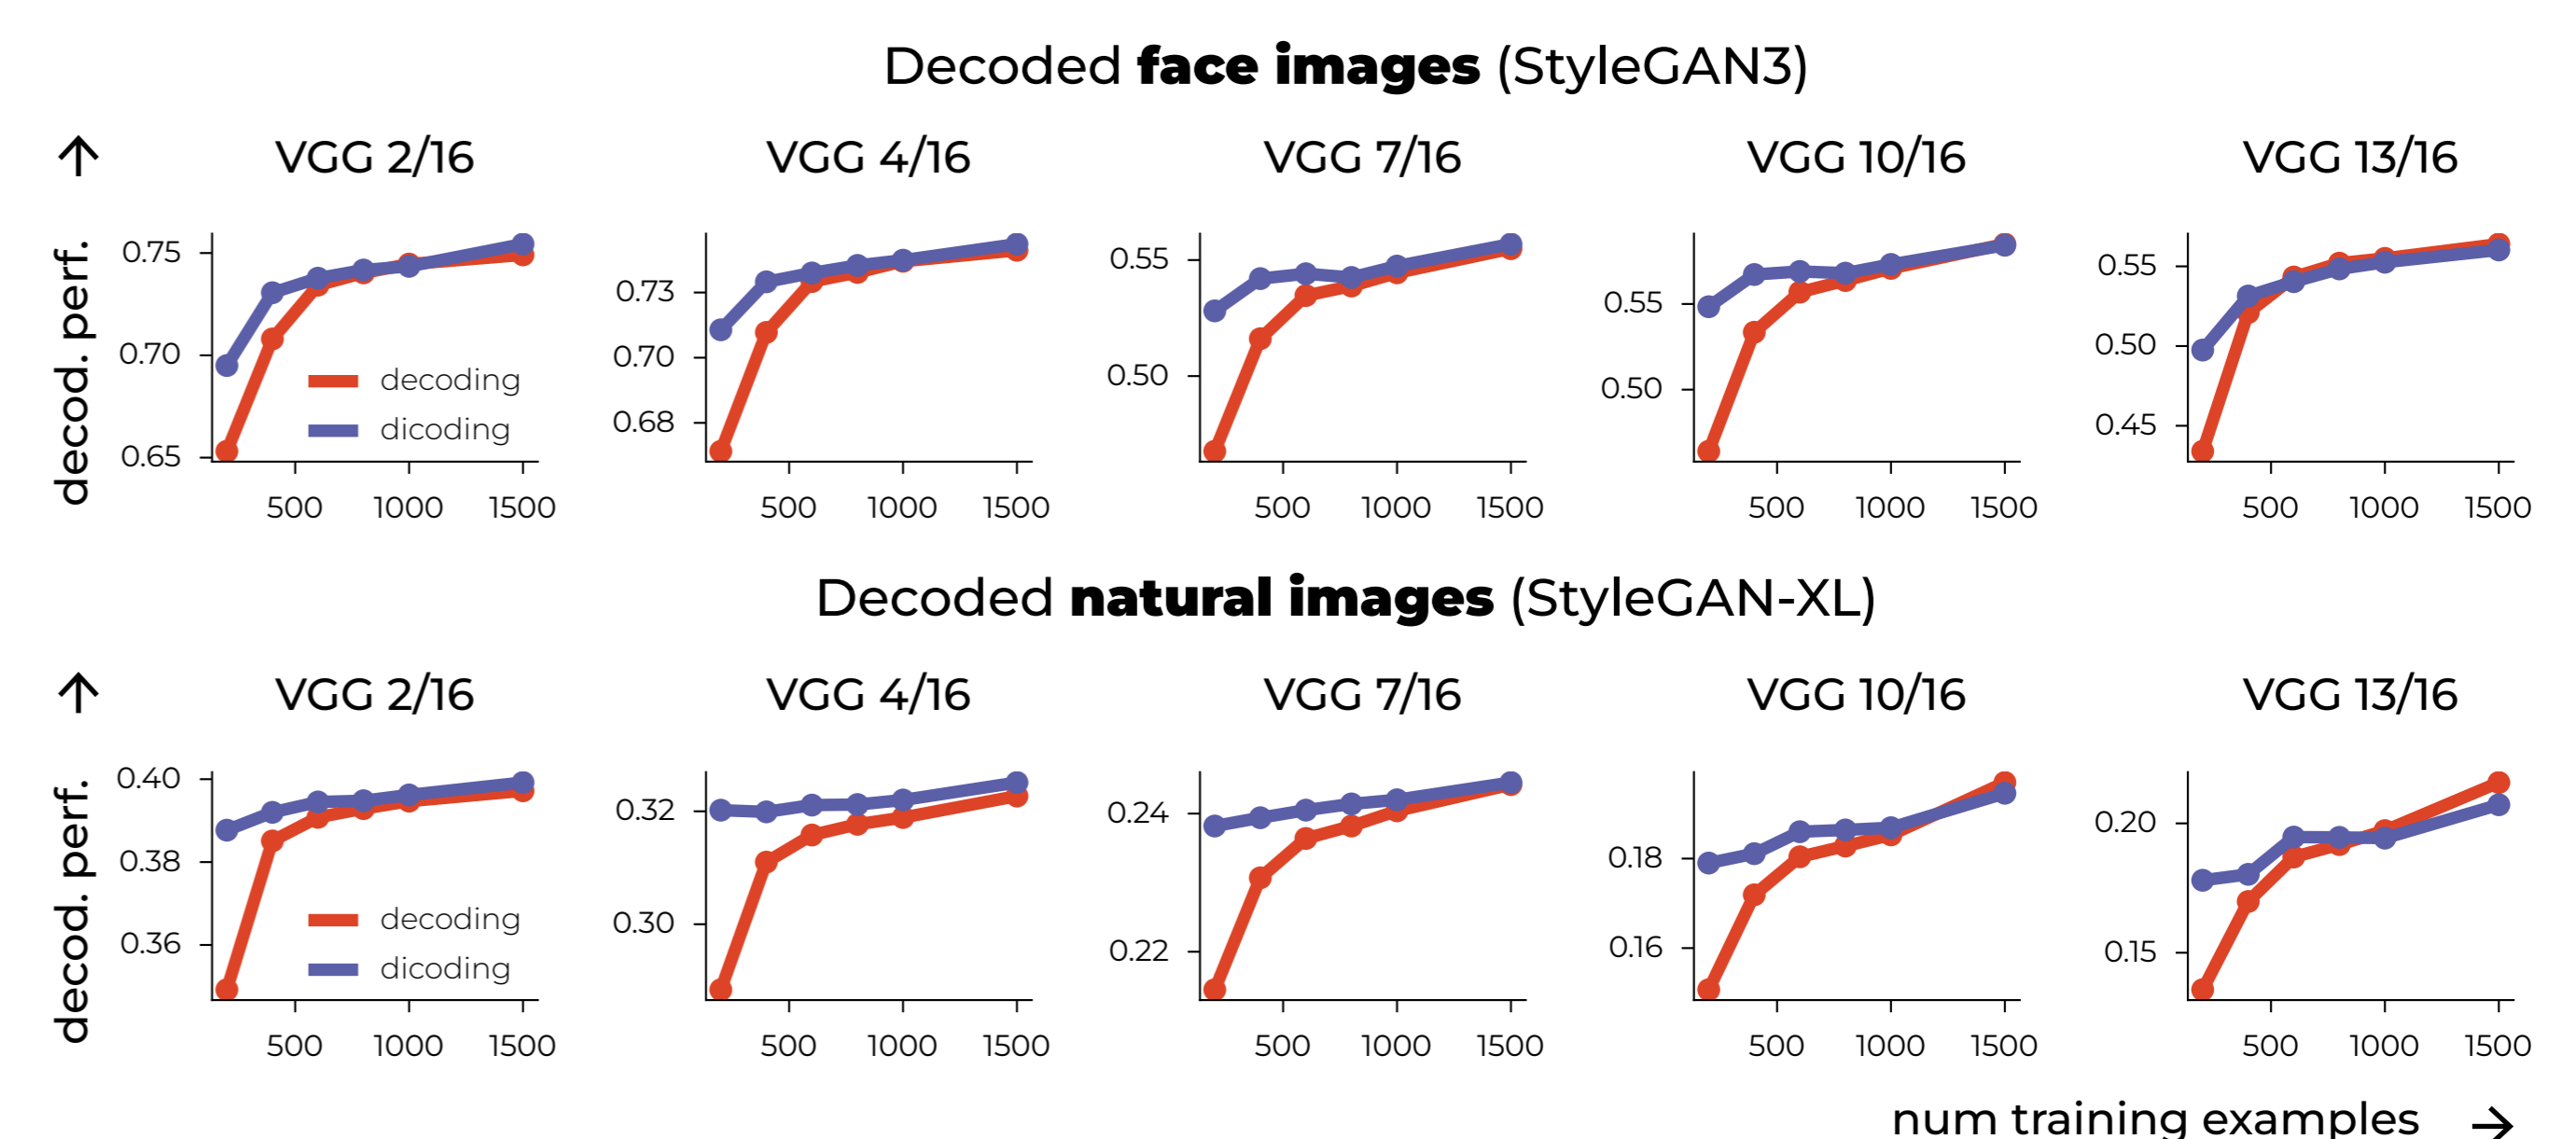 Decoded face images (StyleGAN3)
↑ VGG 2/16 VGG 4/16 VGG 7/16 VGG 10/16 VGG 13/16
decod. perf.
0.75
0.70
0.65
decoding
dicoding
500 1000 1500
0.73
0.70
0.68
500 1000 1500
0.55
0.50
500 1000 1500
0.55
0.50
500 1000 1500
0.55
0.50
0.45
500 1000 1500
Decoded natural images (StyleGAN-XL)
↑ VGG 2/16 VGG 4/16 VGG 7/16 VGG 10/16 VGG 13/16
decod. perf.
0.40
0.38
0.36
decoding
dicoding
500 1000 1500
0.32
0.30
500 1000 1500
0.24
0.22
500 1000 1500
0.18
0.16
500 1000 1500
0.20
0.15
500 1000 1500
num training examples →